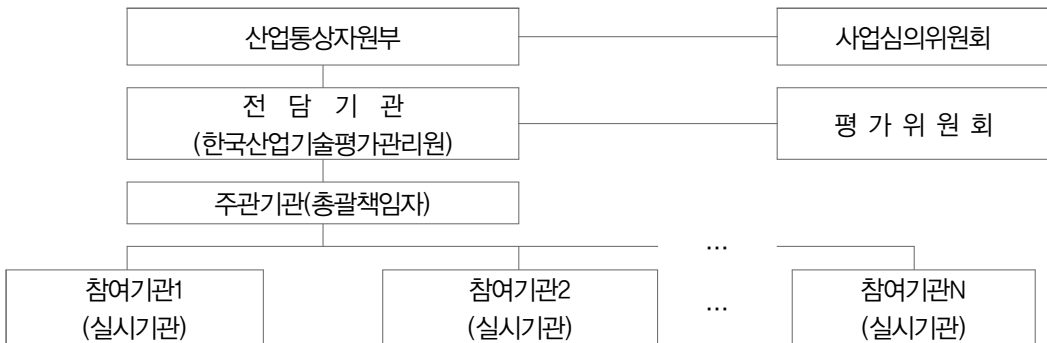 산업통상자원부
사업심의위원회
전 담 기 관
(한국산업기술평가관리원)
평 가 위 원 회
주관기관(총괄책임자)
...
참여기관1
(실시기관)
참여기관2
(실시기관)
...
참여기관N
(실시기관)